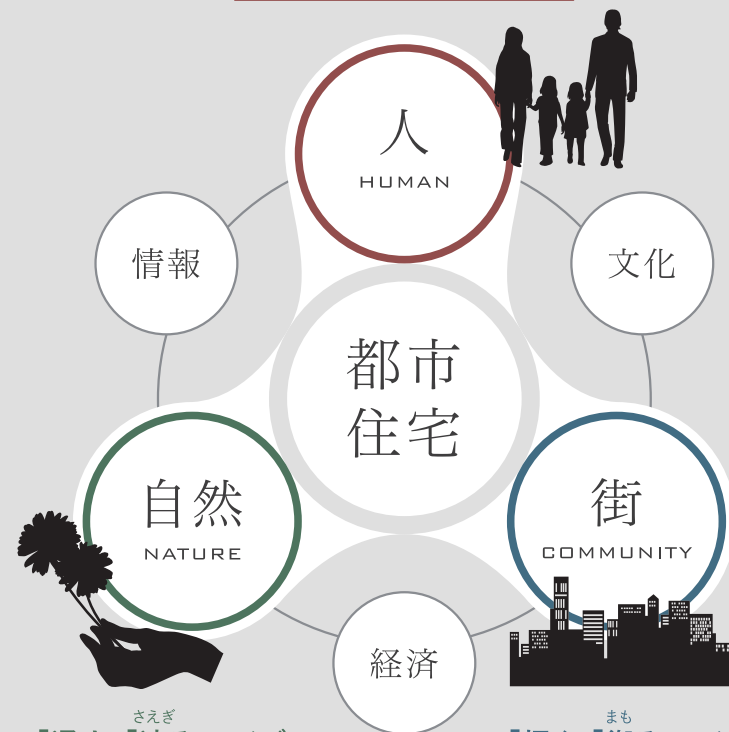 人
HUMAN
情報
文化
都市
住宅
自然
NATURE
街
COMMUNITY
経済
さえぎ
まも